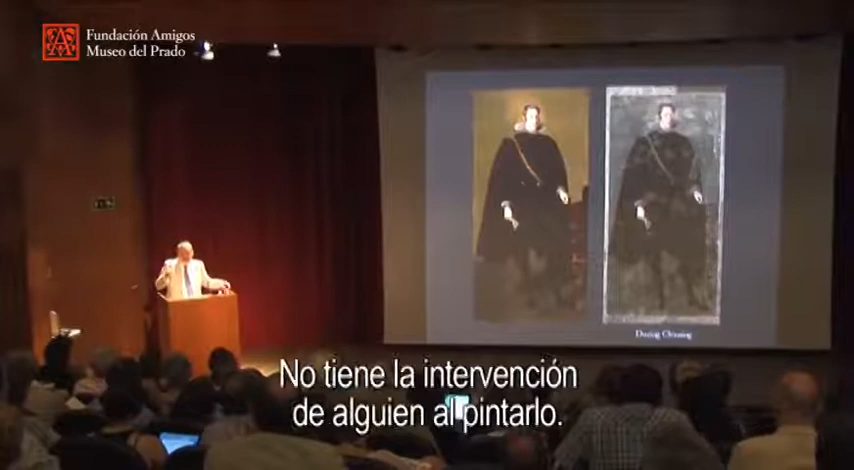 Fundación Amigos
Museo del Prado
During Cleaning
No tiene la intervención
de alguien al pintarlo.